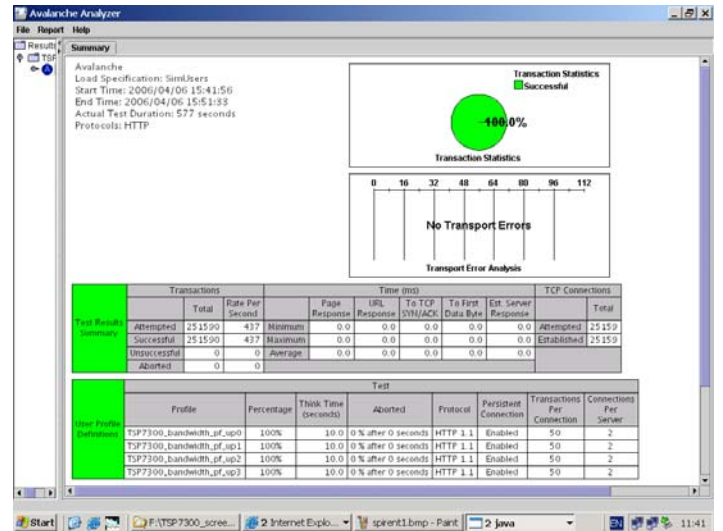 Avalanche Analyzer
File Report Help
Results
TSP
A
Summary
Avalanche
Load Specification: SimUsers
Start Time: 2006/04/06 15:41:56
End Time: 2006/04/06 15:51:33
Actual Test Duration: 577 seconds
Protocols: HTTP
Transaction Statistics
Successful
100.0%
Transaction Statistics
0 16 32 48 64 80 96 112
No Transport Errors
Transport Error Analysis
Test Results Summary
Transactions Time (ms) TCP Connections
Total Rate Per Second Page Response URL Response To TCP SYN/ACK To First Data Byte Est. Server Response Total
Attempted 251590 437 Minimum 0.0 0.0 0.0 0.0 0.0 Attempted 25159
Successful 251590 437 Maximum 0.0 0.0 0.0 0.0 0.0 Established 25159
Unsuccessful 0 0 Average 0.0 0.0 0.0 0.0 0.0
Aborted 0 0
User Profile Definitions
Test
Profile Percentage Think Time (seconds) Aborted Protocol Persistent Connection Transactions Per Connection Connections Per Server
TSP7300_bandwidth_pf_up0 100% 10.0 0 % after 0 seconds HTTP 1.1 Enabled 50 2
TSP7300_bandwidth_pf_up1 100% 10.0 0 % after 0 seconds HTTP 1.1 Enabled 50 2
TSP7300_bandwidth_pf_up2 100% 10.0 0 % after 0 seconds HTTP 1.1 Enabled 50 2
TSP7300_bandwidth_pf_up3 100% 10.0 0 % after 0 seconds HTTP 1.1 Enabled 50 2
Start F:\TSP7300_scree... 2 Internet Explo... sprent1.bmp - Paint 2 java EN 11:41